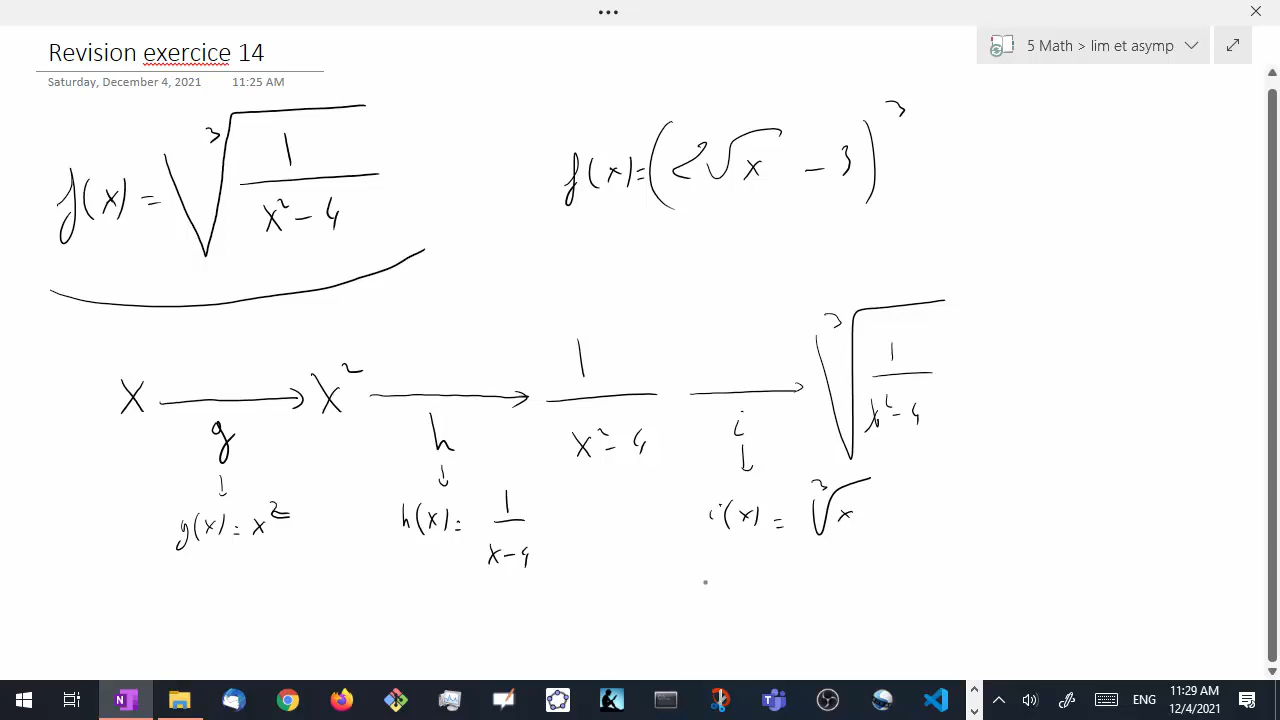 Revision exercice 14
5 Math > lim et asymp
Saturday, December 4, 2021 11:25 AM
f(x) = ∛(1/(x² - 4))
f(x) = (2√x - 3)³
x → x² → 1/(x² - 4) → ∛(1/(x² - 4))
g h i
↓ ↓ ↓
g(x) = x² h(x) = 1/(x - 4) i(x) = ∛x
ENG
11:29 AM
12/4/2021